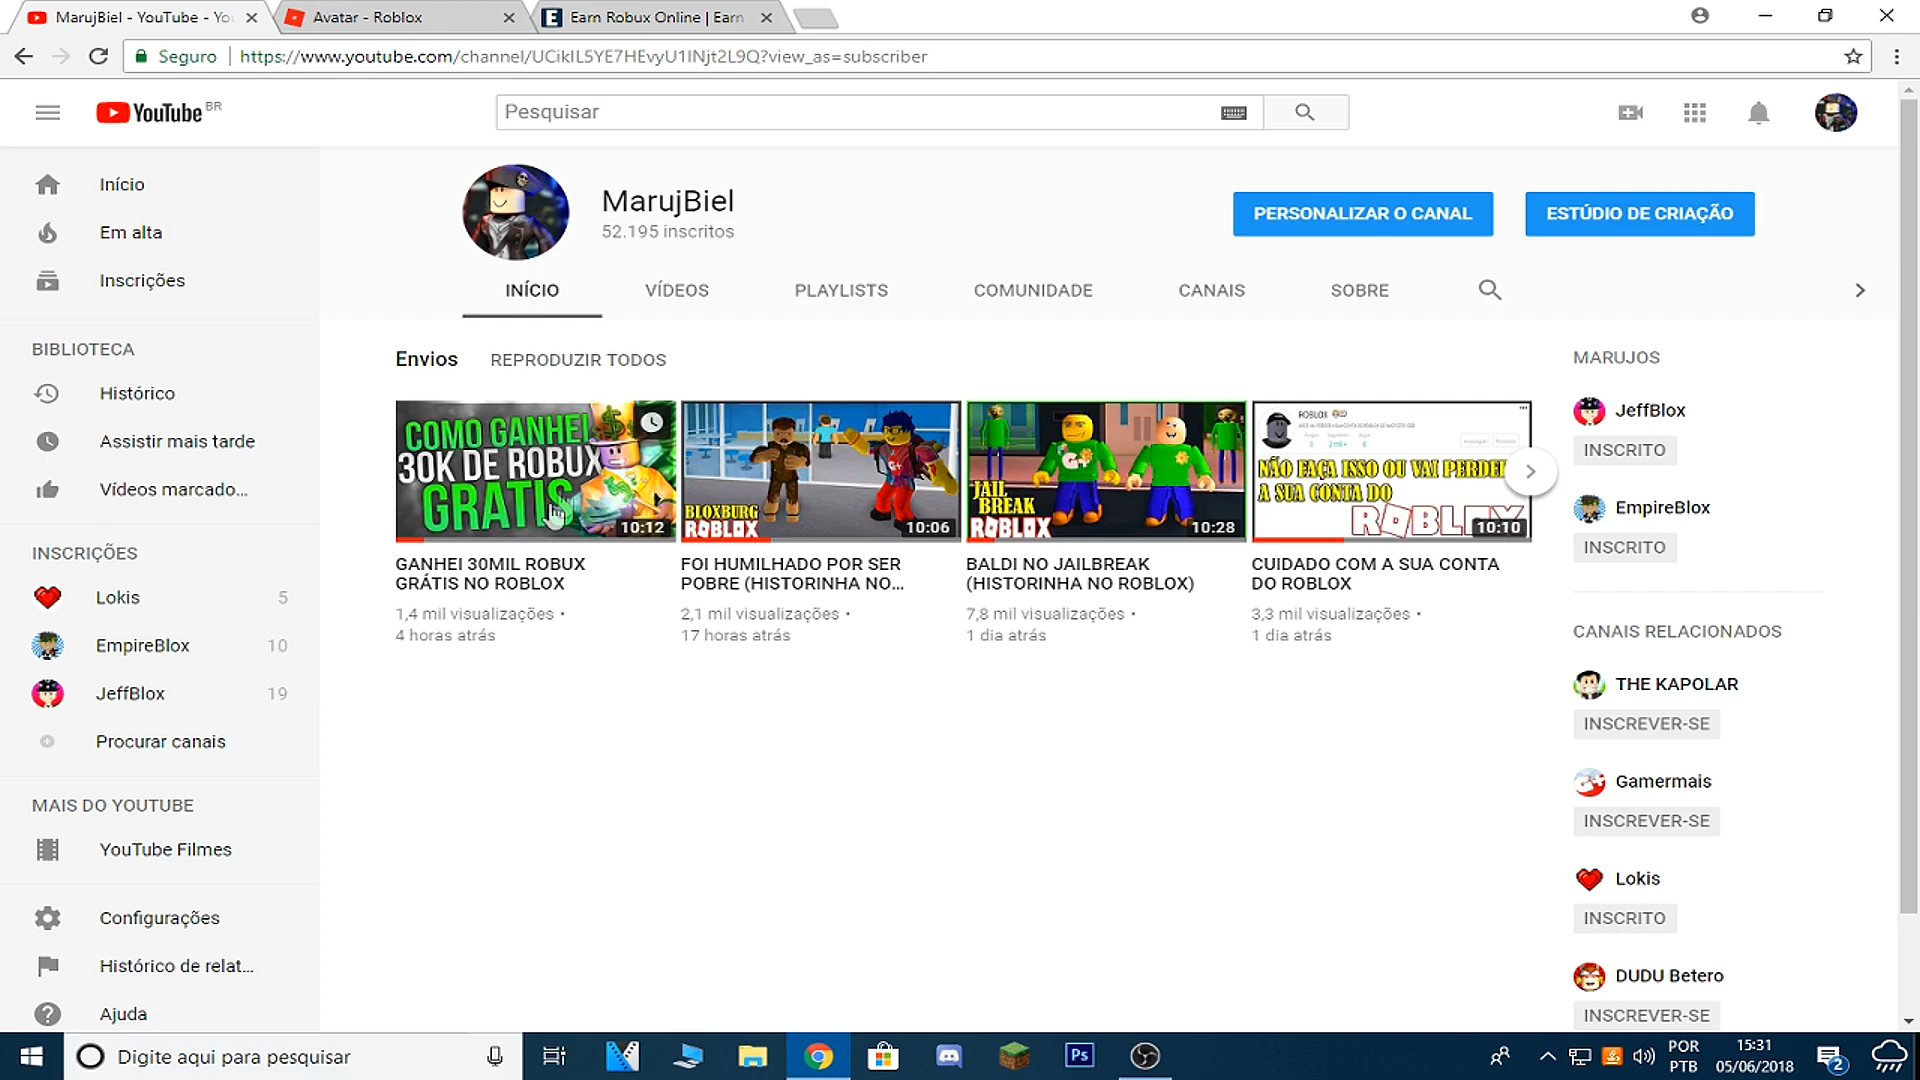 MarujBiel - YouTube - Yo
Avatar - Roblox
Earn Robux Online | Earn
Seguro
https://www.youtube.com/channel/UCikIL5YE7HEvyU1INjt2L9Q?view_as=subscriber
YouTube BR
Pesquisar
Início
Em alta
Inscrições
BIBLIOTECA
Histórico
Assistir mais tarde
Vídeos marcado...
INSCRIÇÕES
Lokis 5
EmpireBlox 10
JeffBlox 19
Procurar canais
MAIS DO YOUTUBE
YouTube Filmes
Configurações
Histórico de relat...
Ajuda
MarujBiel
52.195 inscritos
PERSONALIZAR O CANAL
ESTÚDIO DE CRIAÇÃO
INÍCIO
VÍDEOS
PLAYLISTS
COMUNIDADE
CANAIS
SOBRE
Envios
REPRODUZIR TODOS
COMO GANHEI
30K DE ROBUX
GRATIS
10:12
GANHEI 30MIL ROBUX
GRÁTIS NO ROBLOX
1,4 mil visualizações •
4 horas atrás
BLOXBURG
ROBLOX
10:06
FOI HUMILHADO POR SER
POBRE (HISTORINHA NO...
2,1 mil visualizações •
17 horas atrás
JAIL
BREAK
ROBLOX
10:28
BALDI NO JAILBREAK
(HISTORINHA NO ROBLOX)
7,8 mil visualizações •
1 dia atrás
ROBLOX
NÃO FAÇA ISSO OU VAI PERDER
A SUA CONTA DO
ROBLOX
10:10
CUIDADO COM A SUA CONTA
DO ROBLOX
3,3 mil visualizações •
1 dia atrás
MARUJOS
JeffBlox
INSCRITO
EmpireBlox
INSCRITO
CANAIS RELACIONADOS
THE KAPOLAR
INSCREVER-SE
Gamermais
INSCREVER-SE
Lokis
INSCRITO
DUDU Betero
INSCREVER-SE
Digite aqui para pesquisar
Ps
POR
PTB
15:31
05/06/2018
2